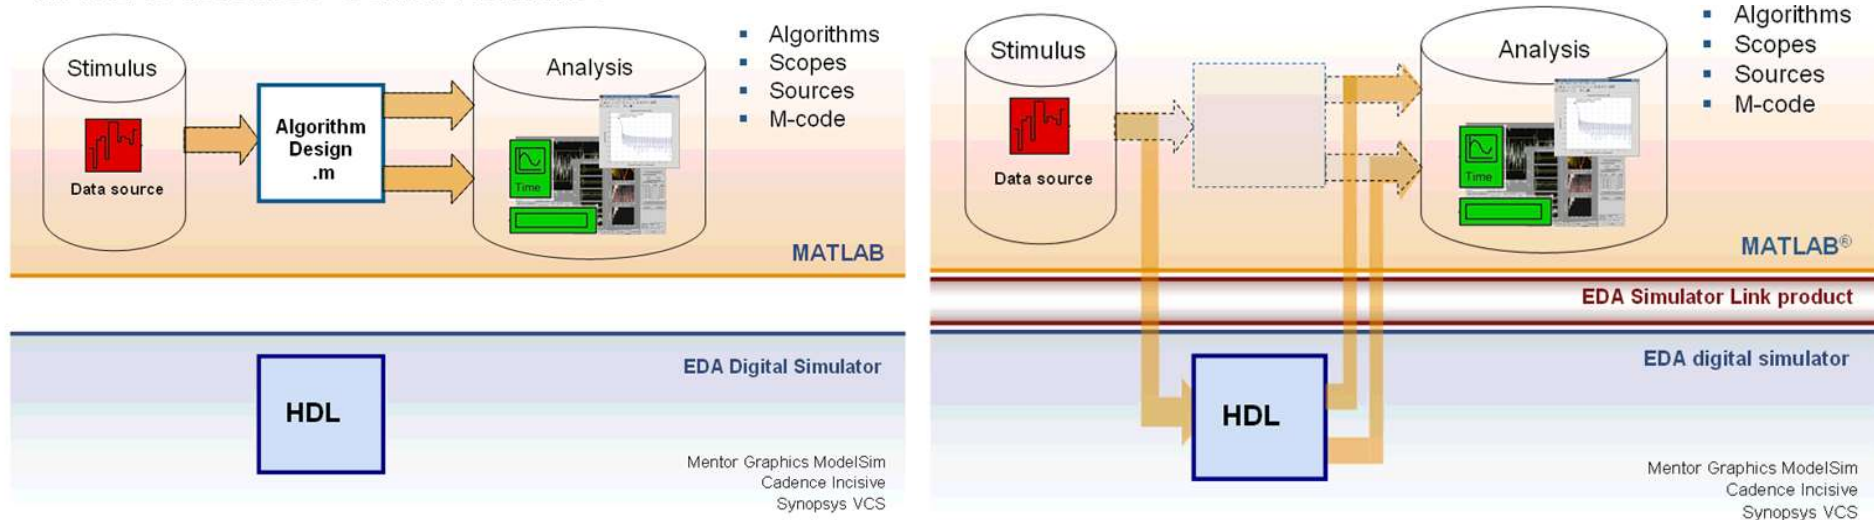 Stimulus
Data source
Algorithm
Design
.m
Analysis
Time
Algorithms
Scopes
Sources
M-code
MATLAB
EDA Digital Simulator
HDL
Mentor Graphics ModelSim
Cadence Incisive
Synopsys VCS
Stimulus
Data source
Analysis
Time
Algorithms
Scopes
Sources
M-code
MATLAB®
EDA Simulator Link product
EDA digital simulator
HDL
Mentor Graphics ModelSim
Cadence Incisive
Synopsys VCS